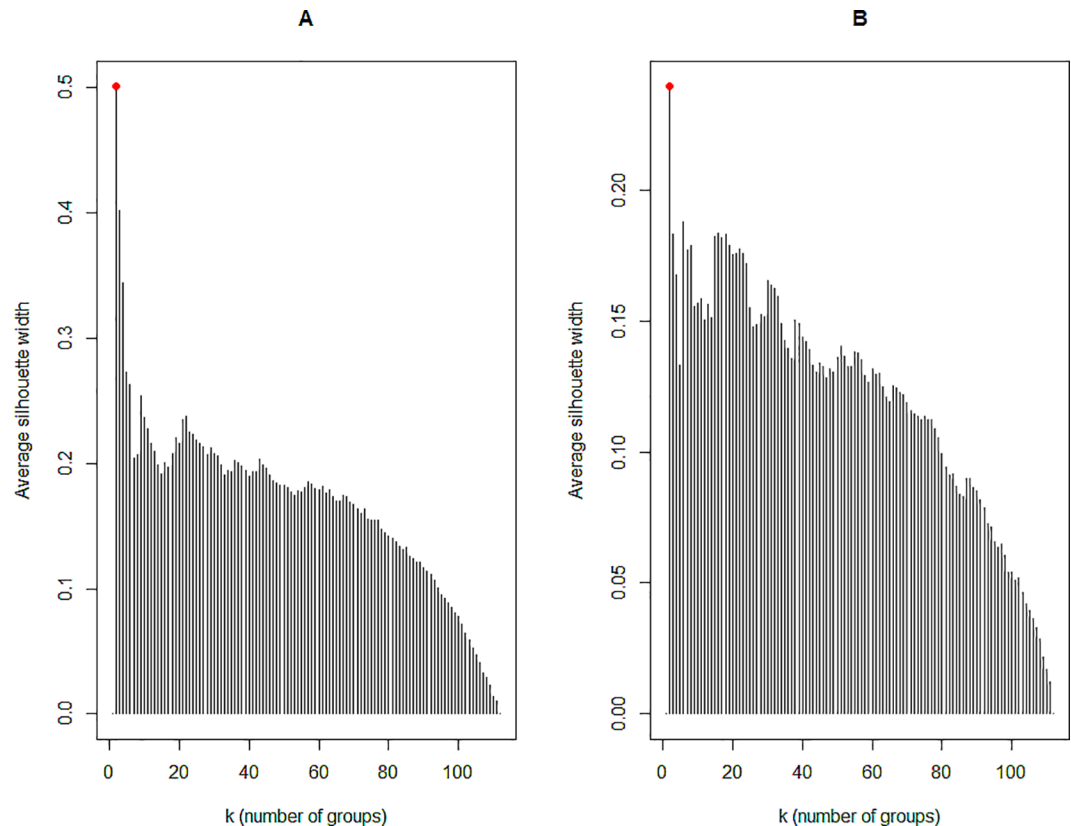 A
Average silhouette width
0.5
0.4
0.3
0.2
0.1
0.0
0 20 40 60 80 100
k (number of groups)
B
Average silhouette width
0.20
0.15
0.10
0.05
0.00
0 20 40 60 80 100
k (number of groups)